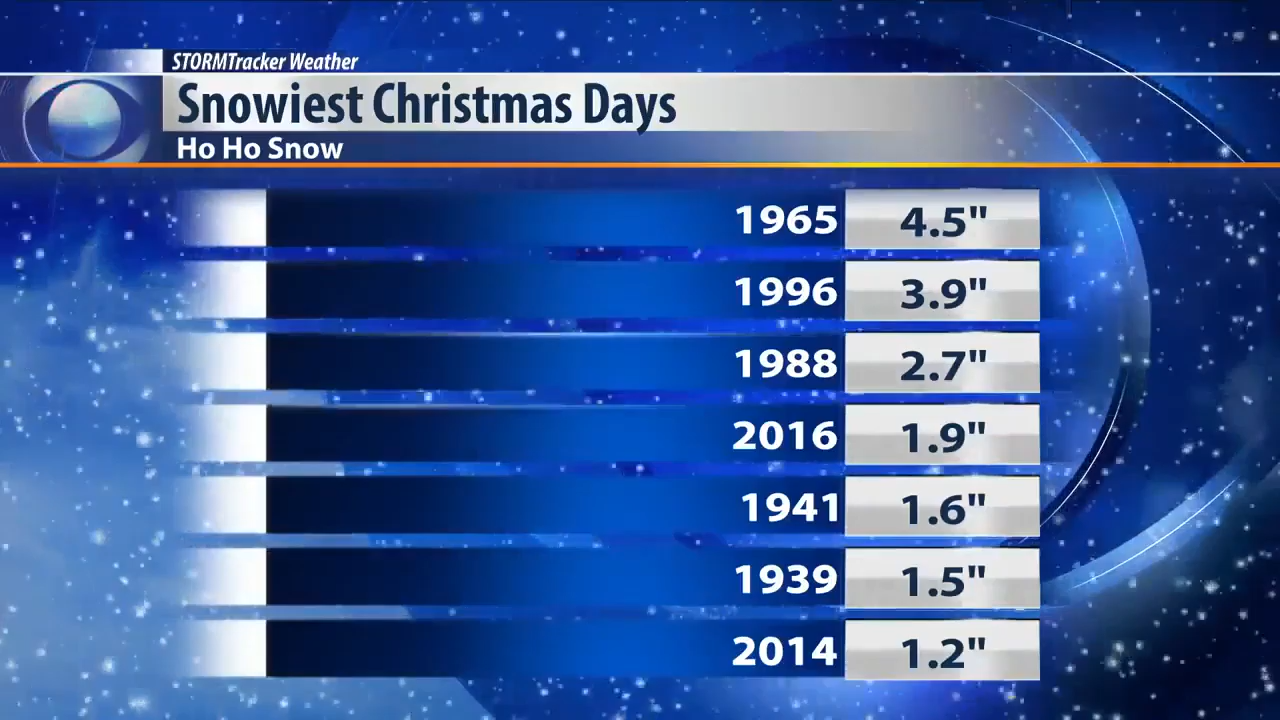 STORMTracker Weather
Snowiest Christmas Days
Ho Ho Snow
1965 4.5"
1996 3.9"
1988 2.7"
2016 1.9"
1941 1.6"
1939 1.5"
2014 1.2"